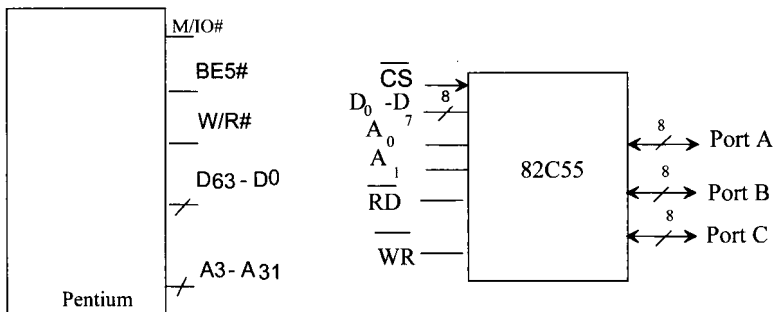 M/IO#
BE5#
W/R#
D63 - D0
A3 - A31
Pentium
CS
D0 - D7
8
A0
A1
RD
WR
82C55
8
Port A
8
Port B
8
Port C